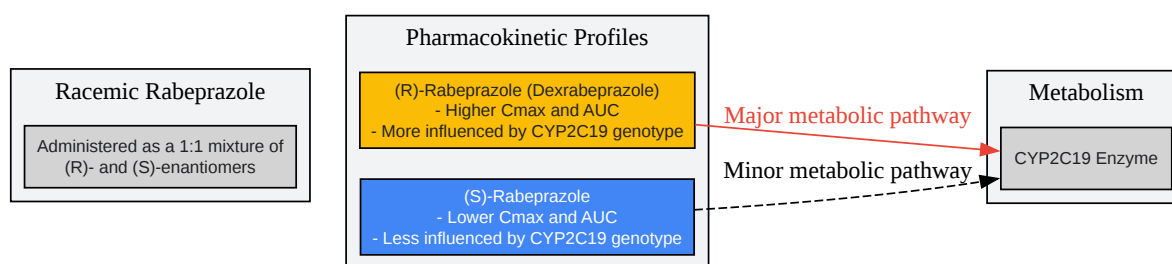 Racemic Rabeprazole
Administered as a 1:1 mixture of
(R)- and (S)-enantiomers
Pharmacokinetic Profiles
(R)-Rabeprazole (Dexrabeprazole)
- Higher Cmax and AUC
- More influenced by CYP2C19 genotype
(S)-Rabeprazole
- Lower Cmax and AUC
- Less influenced by CYP2C19 genotype
Major metabolic pathway
Minor metabolic pathway
Metabolism
CYP2C19 Enzyme